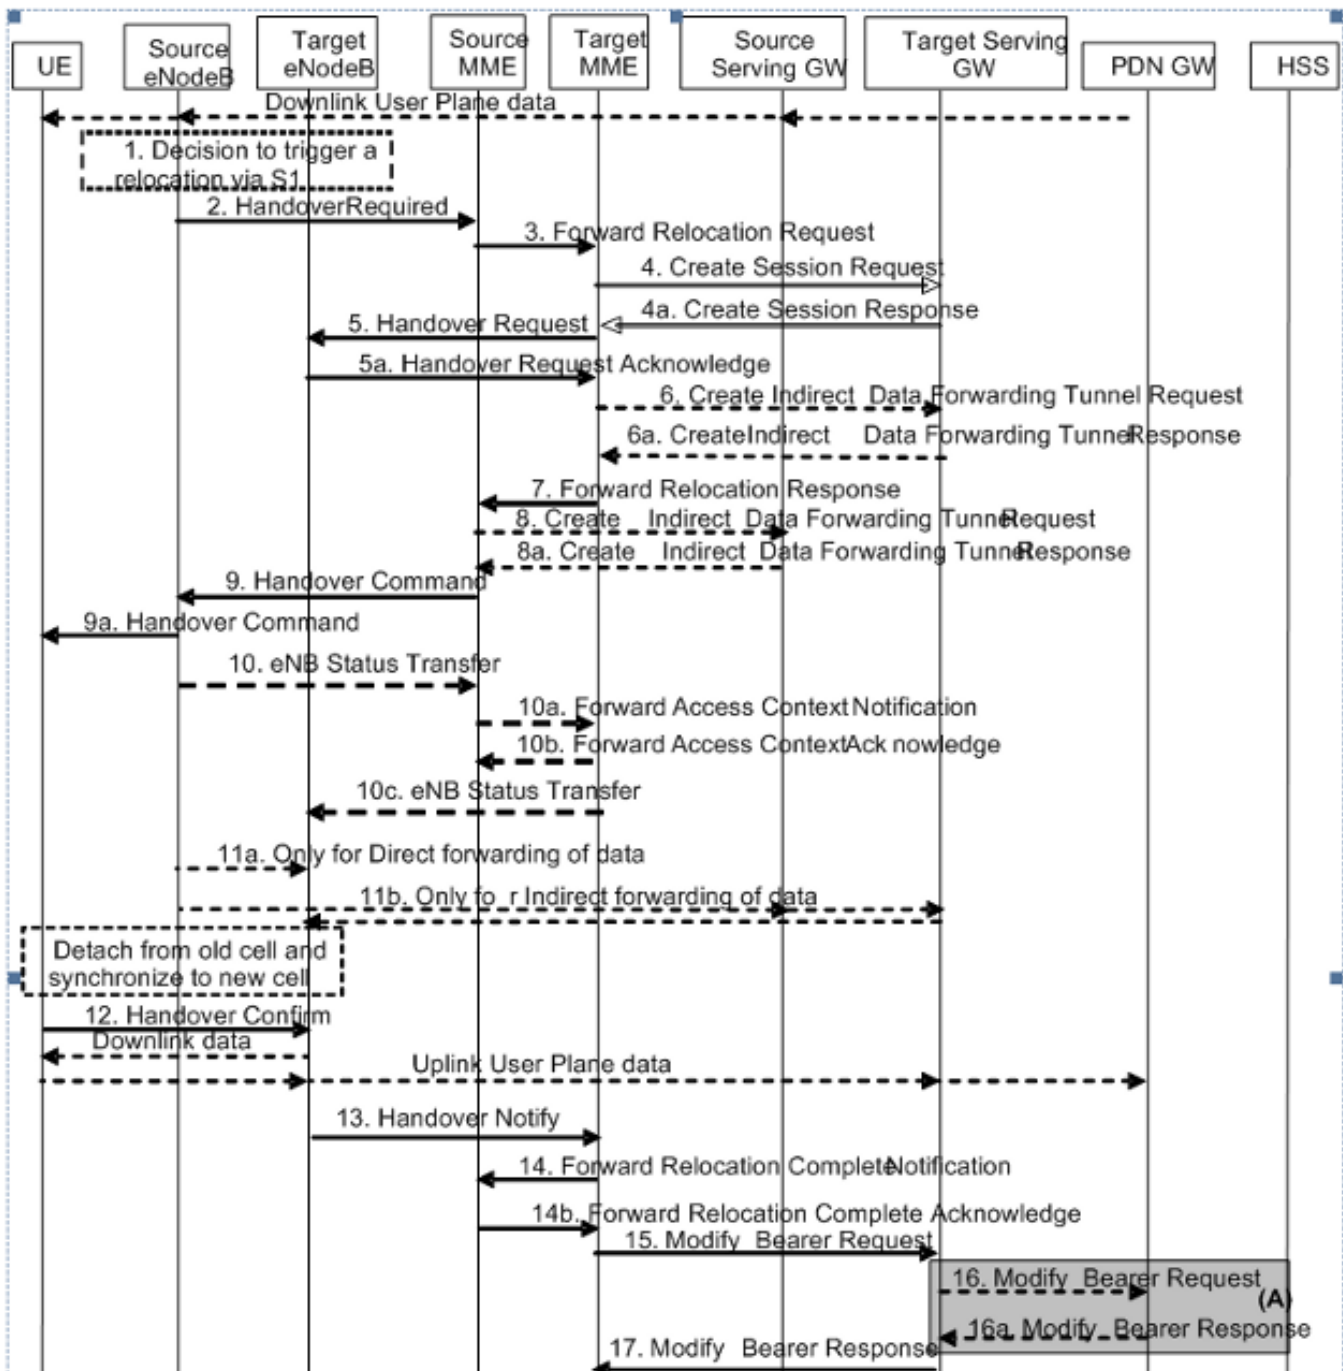 UE
Source
eNodeB
Target
eNodeB
Source
MME
Target
MME
Source
Serving GW
Target Serving
GW
PDN GW
HSS
Downlink User Plane data
1. Decision to trigger a
relocation via S1
2. HandoverRequired
3. Forward Relocation Request
4. Create Session Request
4a. Create Session Response
5. Handover Request
5a. Handover Request Acknowledge
6. Create Indirect Data Forwarding Tunnel Request
6a. CreateIndirect Data Forwarding TunnelResponse
7. Forward Relocation Response
8. Create Indirect Data Forwarding TunnelRequest
8a. Create Indirect Data Forwarding TunnelResponse
9. Handover Command
9a. Handover Command
10. eNB Status Transfer
10a. Forward Access Context Notification
10b. Forward Access ContextAck nowledge
10c. eNB Status Transfer
11a. Only for Direct forwarding of data
11b. Only fo r Indirect forwarding of data
Detach from old cell and
synchronize to new cell
12. Handover Confirm
Downlink data
Uplink User Plane data
13. Handover Notify
14. Forward Relocation CompleteNotification
14b. Forward Relocation Complete Acknowledge
15. Modify Bearer Request
16. Modify Bearer Request
(A)
16a. Modify Bearer Response
17. Modify Bearer Response